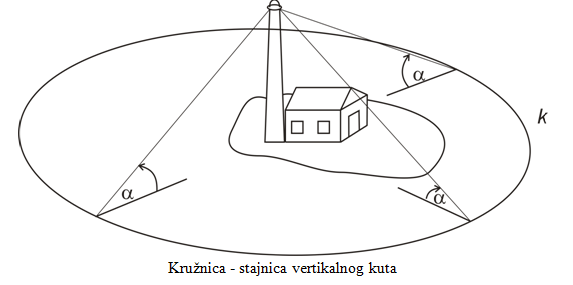 α
k
α
α
Kružnica - stajnica vertikalnog kuta